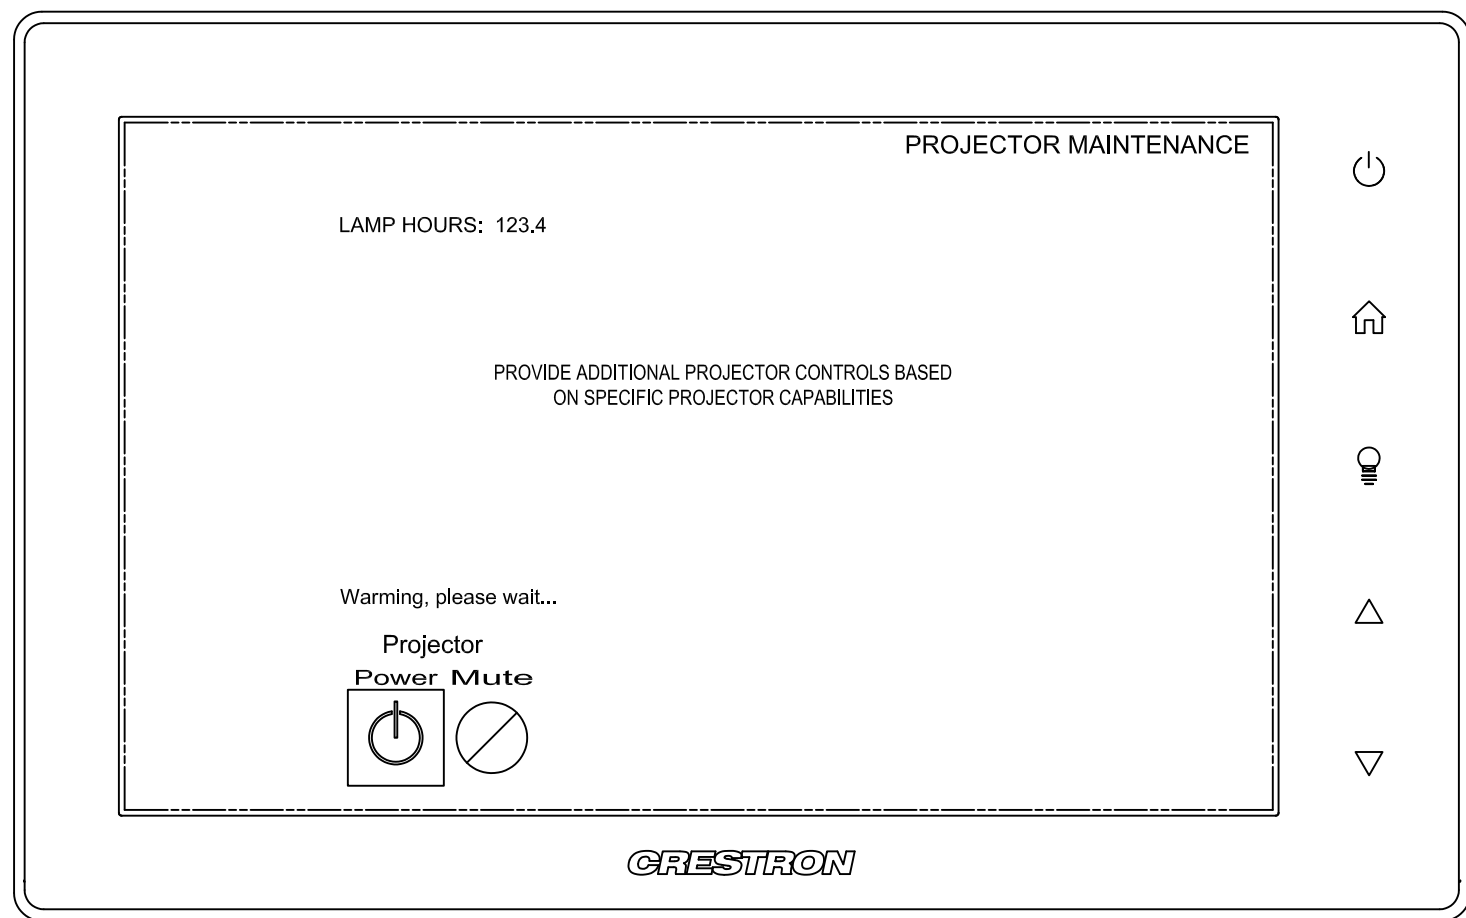 PROJECTOR MAINTENANCE
LAMP HOURS: 123.4
PROVIDE ADDITIONAL PROJECTOR CONTROLS BASED
ON SPECIFIC PROJECTOR CAPABILITIES
Warming, please wait...
Projector
Power Mute
CRESTRON